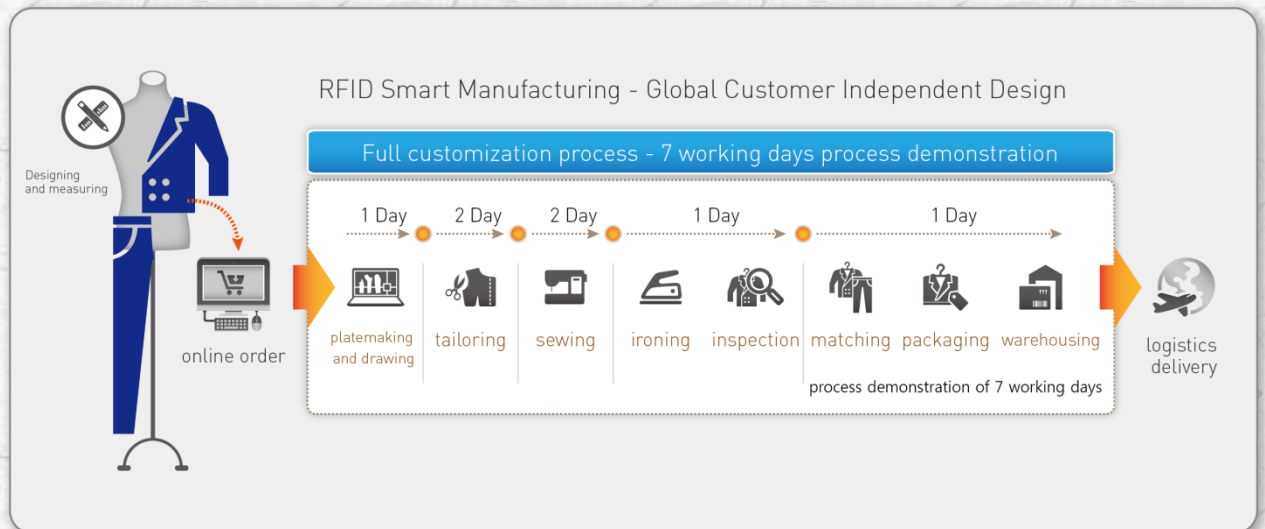 RFID Smart Manufacturing - Global Customer Independent Design
Full customization process - 7 working days process demonstration
Designing
and measuring
online order
1 Day
2 Day
2 Day
1 Day
1 Day
platemaking
and drawing
tailoring
sewing
ironing
inspection
matching
packaging
warehousing
process demonstration of 7 working days
logistics
delivery